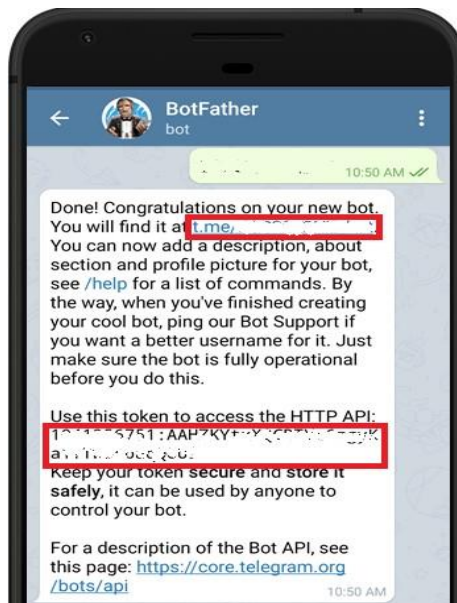 BotFather
bot
10:50 AM
Done! Congratulations on your new bot.
You will find it at t.me/
You can now add a description, about
section and profile picture for your bot,
see /help for a list of commands. By
the way, when you've finished creating
your cool bot, ping our Bot Support if
you want a better username for it. Just
make sure the bot is fully operational
before you do this.
Use this token to access the HTTP API:
Keep your token secure and store it
safely, it can be used by anyone to
control your bot.
For a description of the Bot API, see
this page: https://core.telegram.org
/bots/api
10:50 AM